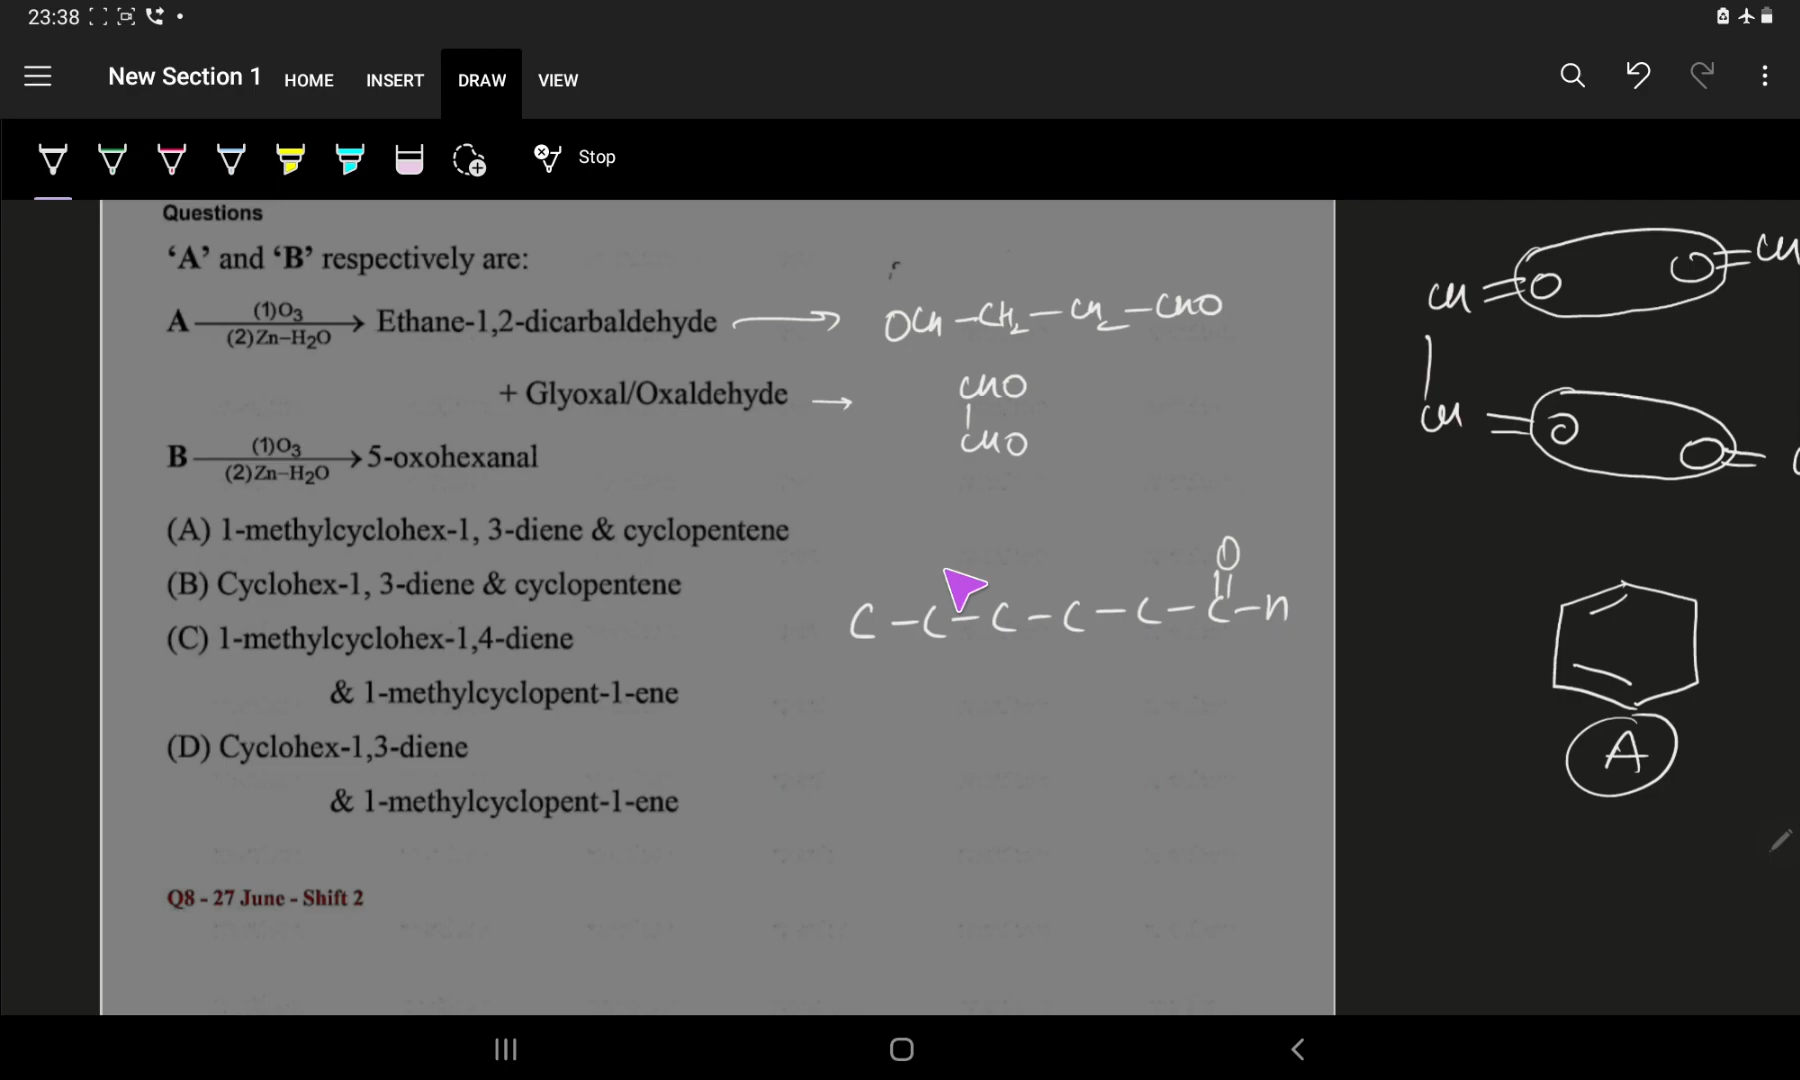 23:38
New Section 1 HOME INSERT DRAW VIEW
Stop
Questions
‘A’ and ‘B’ respectively are:
A (1)O3 (2)Zn–H2O → Ethane-1,2-dicarbaldehyde → OCH–CH2–CH2–CHO
+ Glyoxal/Oxaldehyde → CHO
CHO
B (1)O3 (2)Zn–H2O → 5-oxohexanal
(A) 1-methylcyclohex-1, 3-diene & cyclopentene
(B) Cyclohex-1, 3-diene & cyclopentene
(C) 1-methylcyclohex-1,4-diene
& 1-methylcyclopent-1-ene
(D) Cyclohex-1,3-diene
& 1-methylcyclopent-1-ene
Q8 - 27 June - Shift 2
O
C–C–C–C–C–C–H
CH=O O=CH
CH=O O=
A